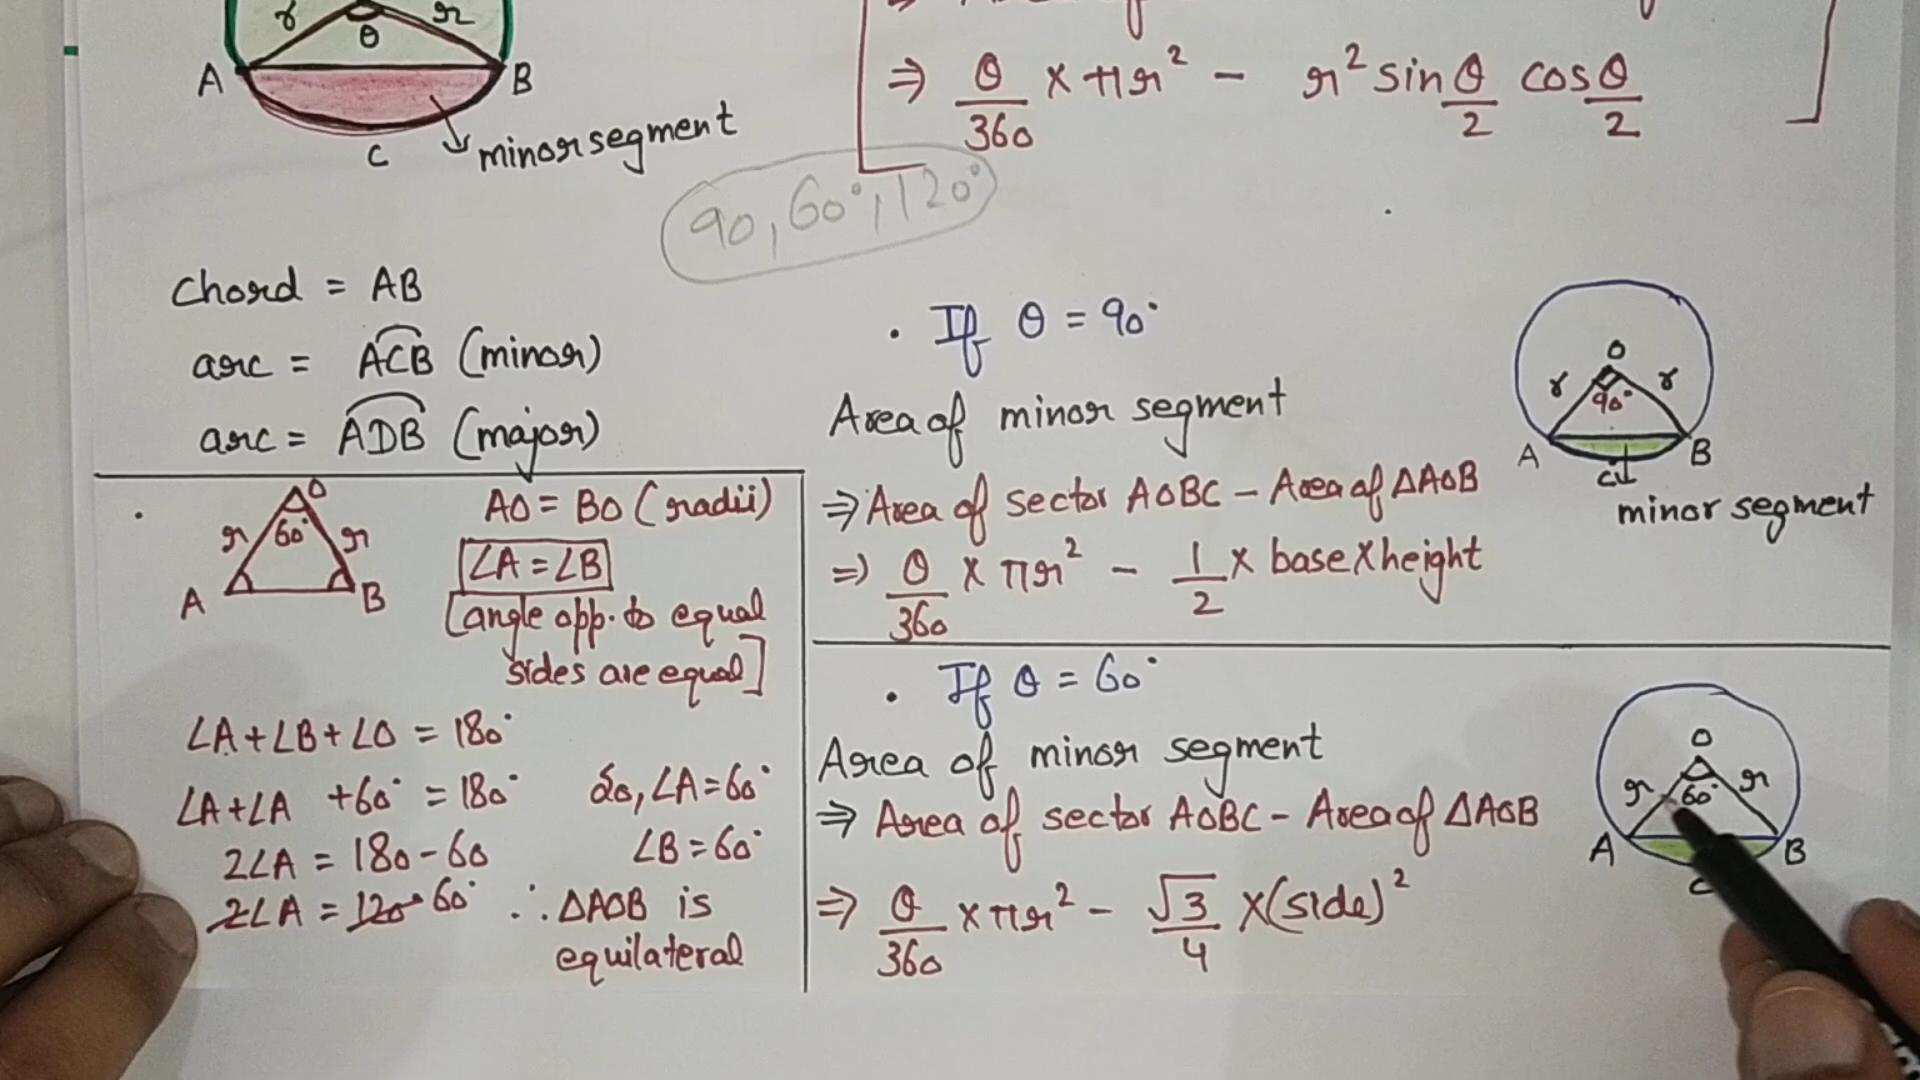 r r
θ
A B
C
minor segment
⇒ θ/360 × πr² - r² sin θ/2 cos θ/2
90, 60°, 120°
Chord = AB
arc = ACB (minor)
arc = ADB (major)
O
r 60° r
A B
AO = BO (radii)
∠A = ∠B
[angle opp. to equal
sides are equal]
∠A + ∠B + ∠O = 180°
∠A + ∠A + 60° = 180°
2∠A = 180 - 60
2∠A = 120° 60°
So, ∠A = 60°
∠B = 60°
∴ ΔAOB is
equilateral
. If θ = 90°
Area of minor segment
⇒ Area of sector AOBC - Area of ΔAOB
⇒ θ/360 × πr² - 1/2 × base × height
O
r r
90°
A B
C
minor segment
. If θ = 60°
Area of minor segment
⇒ Area of sector AOBC - Area of ΔAOB
⇒ θ/360 × πr² - √3/4 × (side)²
O
r 60° r
A B
C